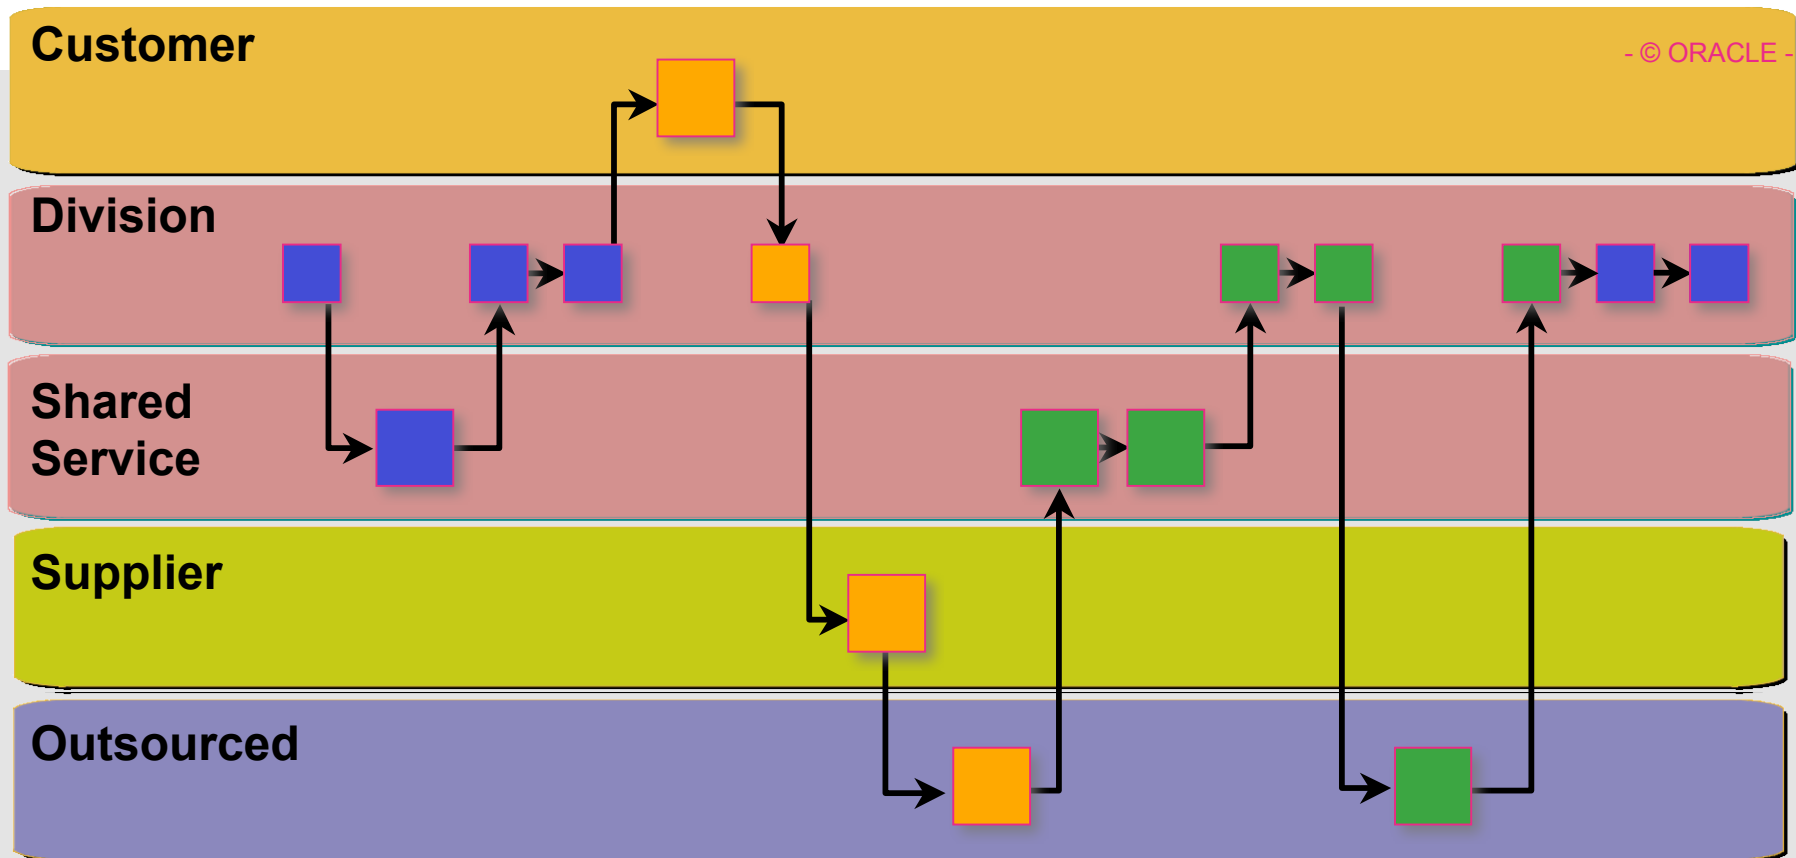 Customer
- © ORACLE -
Division
Shared
Service
Supplier
Outsourced